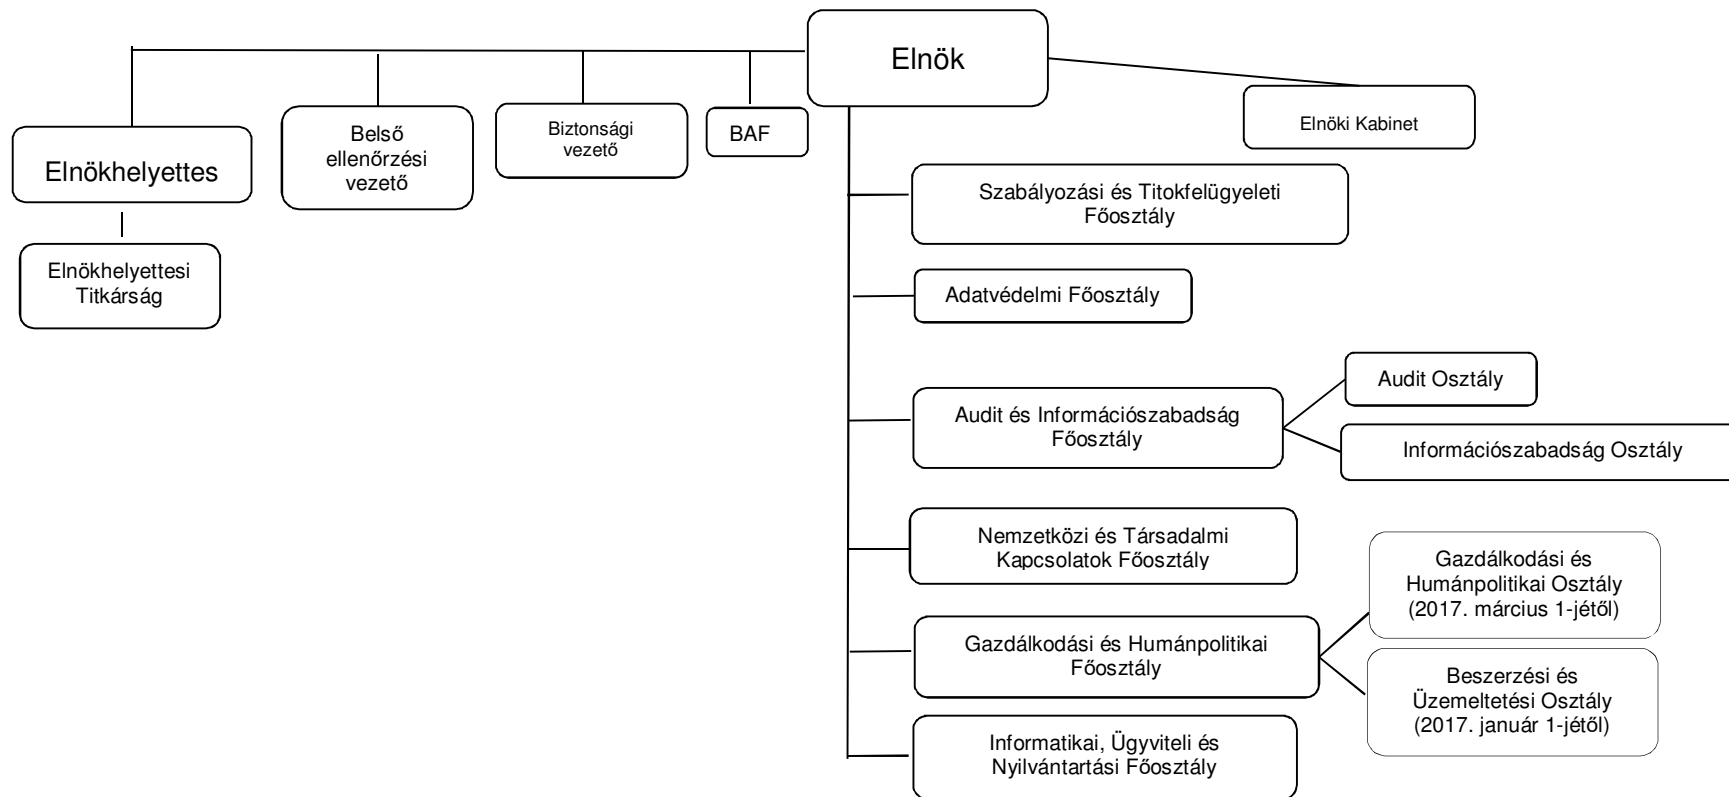 Elnök
Elnöki Kabinet
Elnökhelyettes
Belső
ellenőrzési
vezető
Biztonsági
vezető
BAF
Elnökhelyettesi
Titkárság
Szabályozási és Titokfelügyeleti
Főosztály
Adatvédelmi Főosztály
Audit és Információszabadság
Főosztály
Audit Osztály
Információszabadság Osztály
Nemzetközi és Társadalmi
Kapcsolatok Főosztály
Gazdálkodási és Humánpolitikai
Főosztály
Gazdálkodási és
Humánpolitikai Osztály
(2017. március 1-jétől)
Beszerzési és
Üzemeltetési Osztály
(2017. január 1-jétől)
Informatikai, Ügyviteli és
Nyilvántartási Főosztály